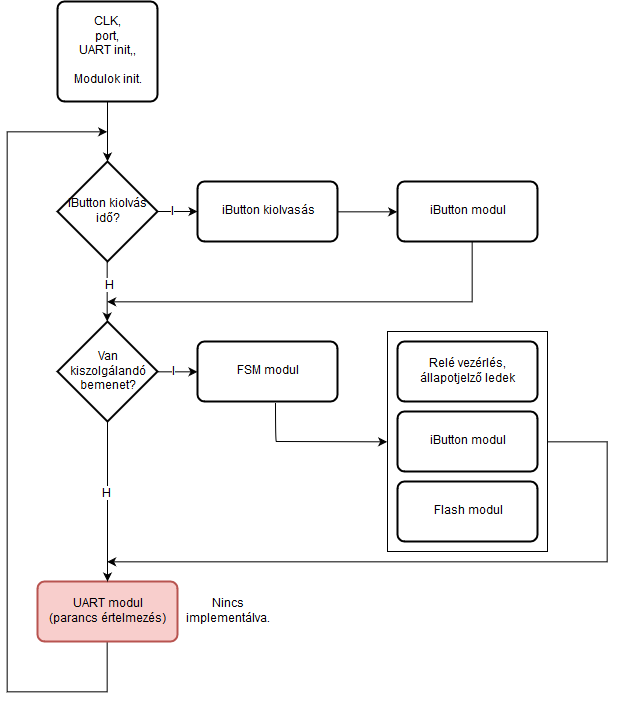 CLK,
port,
UART init,,
Modulok init.
iButton kiolvás
idő?
I
iButton kiolvasás
iButton modul
H
Van
kiszolgálandó
bemenet?
I
FSM modul
Relé vezérlés,
állapotjelző ledek
iButton modul
Flash modul
H
UART modul
(parancs értelmezés)
Nincs
implementálva.